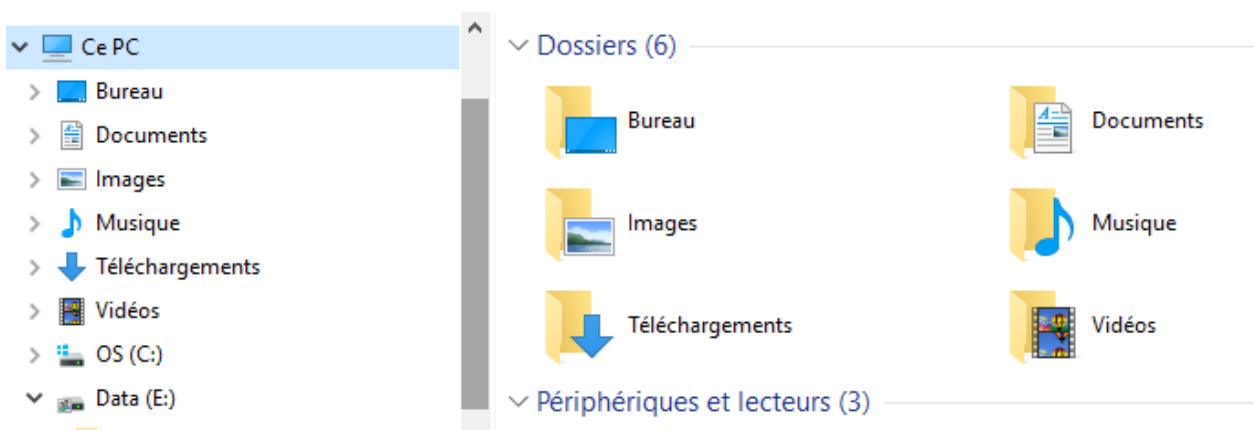 Ce PC
Bureau
Documents
Images
Musique
Téléchargements
Vidéos
OS (C:)
Data (E:)
Dossiers (6)
Bureau
Documents
Images
Musique
Téléchargements
Vidéos
Périphériques et lecteurs (3)